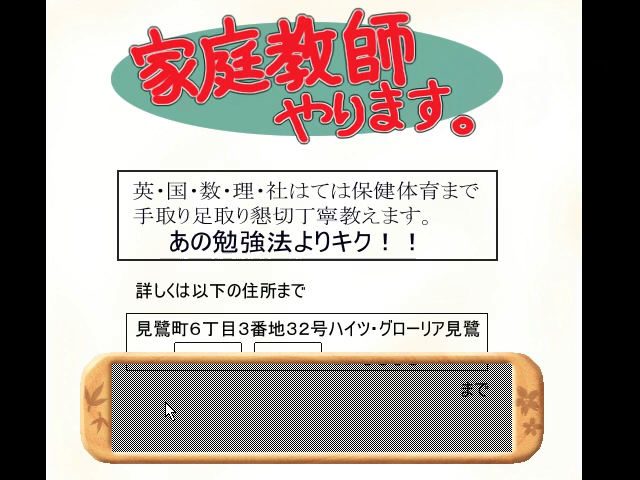 家庭教師
やります。
英・国・数・理・社はては保健体育まで
手取り足取り懇切丁寧教えます。
あの勉強法よりキク！！
詳しくは以下の住所まで
見鷺町6丁目3番地32号ハイツ・グローリア見鷺
まで